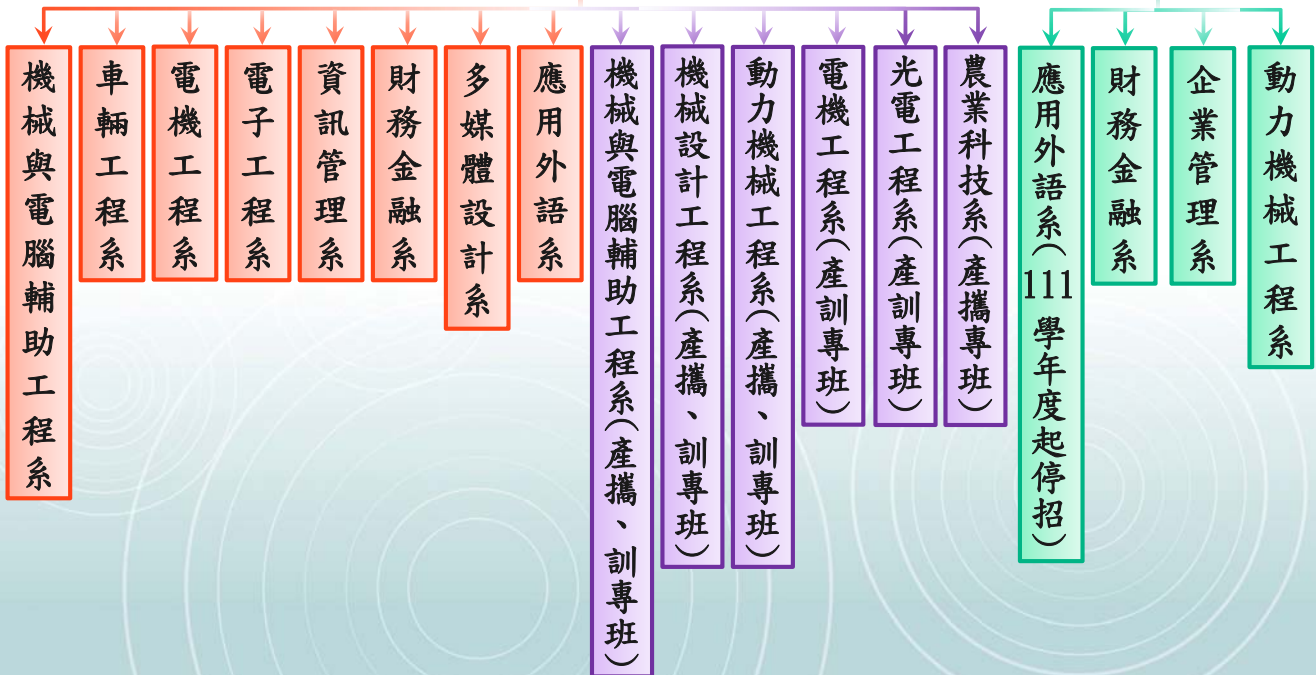 機械與電腦輔助工程系
車輛工程系
電機工程系
電子工程系
資訊管理系
財務金融系
多媒體設計系
應用外語系
機械與電腦輔助工程系(產攜、訓專班)
機械設計工程系(產攜、訓專班)
動力機械工程系(產攜、訓專班)
電機工程系(產訓專班)
光電工程系(產訓專班)
農業科技系(產攜專班)
應用外語系(111學年度起停招)
財務金融系
企業管理系
動力機械工程系